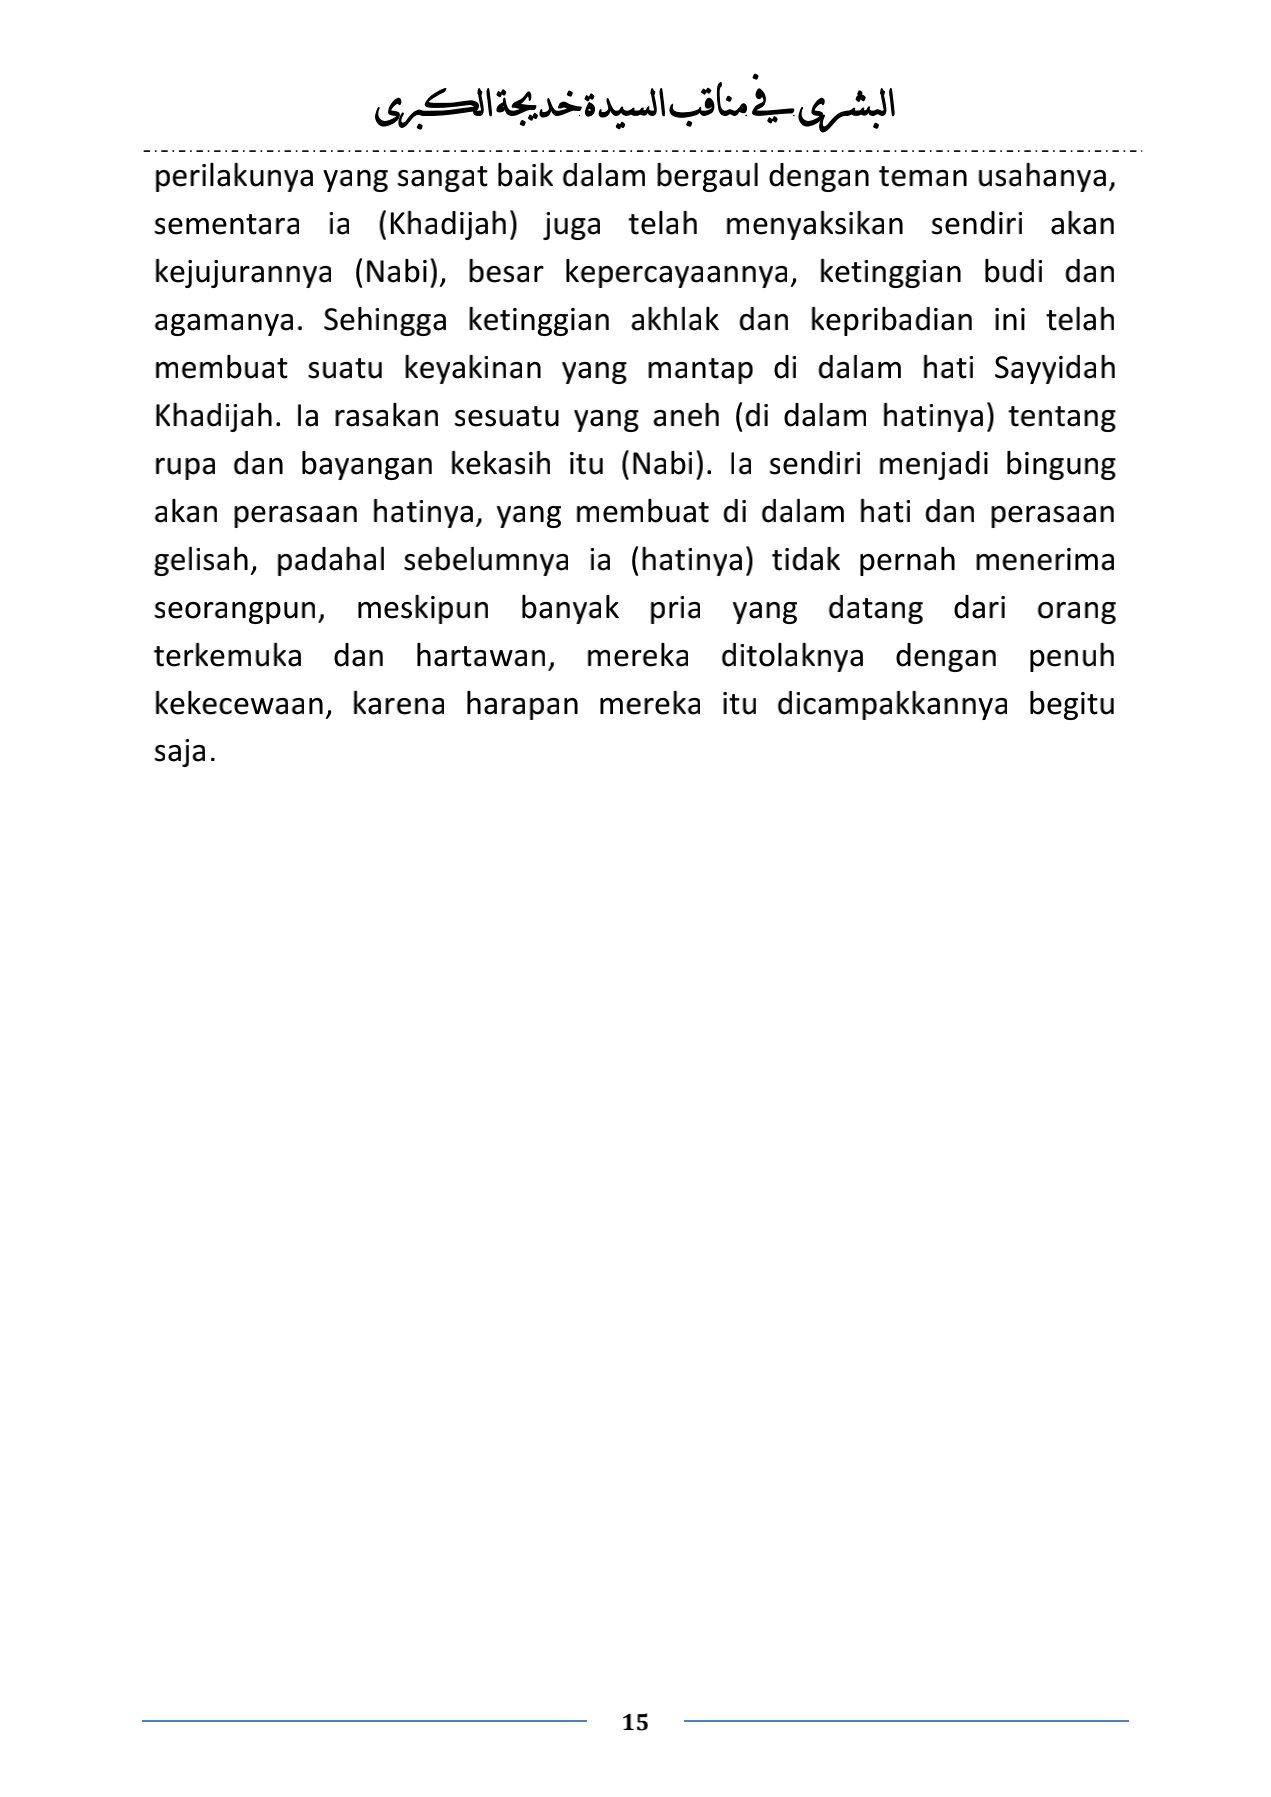 البشرى في مناقب السيدة خديجة الكبرى
perilakunya yang sangat baik dalam bergaul dengan teman usahanya,
sementara ia (Khadijah) juga telah menyaksikan sendiri akan
kejujurannya (Nabi), besar kepercayaannya, ketinggian budi dan
agamanya. Sehingga ketinggian akhlak dan kepribadian ini telah
membuat suatu keyakinan yang mantap di dalam hati Sayyidah
Khadijah. Ia rasakan sesuatu yang aneh (di dalam hatinya) tentang
rupa dan bayangan kekasih itu (Nabi). Ia sendiri menjadi bingung
akan perasaan hatinya, yang membuat di dalam hati dan perasaan
gelisah, padahal sebelumnya ia (hatinya) tidak pernah menerima
seorangpun, meskipun banyak pria yang datang dari orang
terkemuka dan hartawan, mereka ditolaknya dengan penuh
kekecewaan, karena harapan mereka itu dicampakkannya begitu
saja.
15